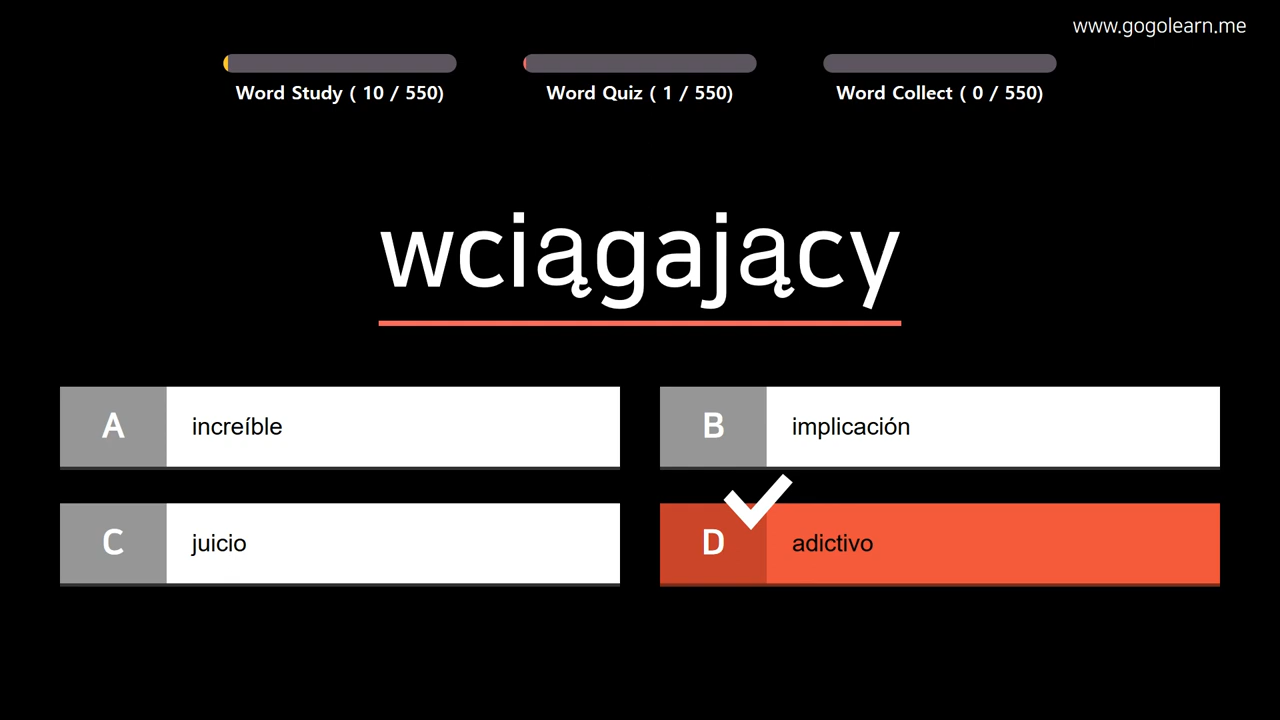 www.gogolearn.me
Word Study ( 10 / 550)
Word Quiz ( 1 / 550)
Word Collect ( 0 / 550)
wciągający
A increíble
B implicación
C juicio
D adictivo